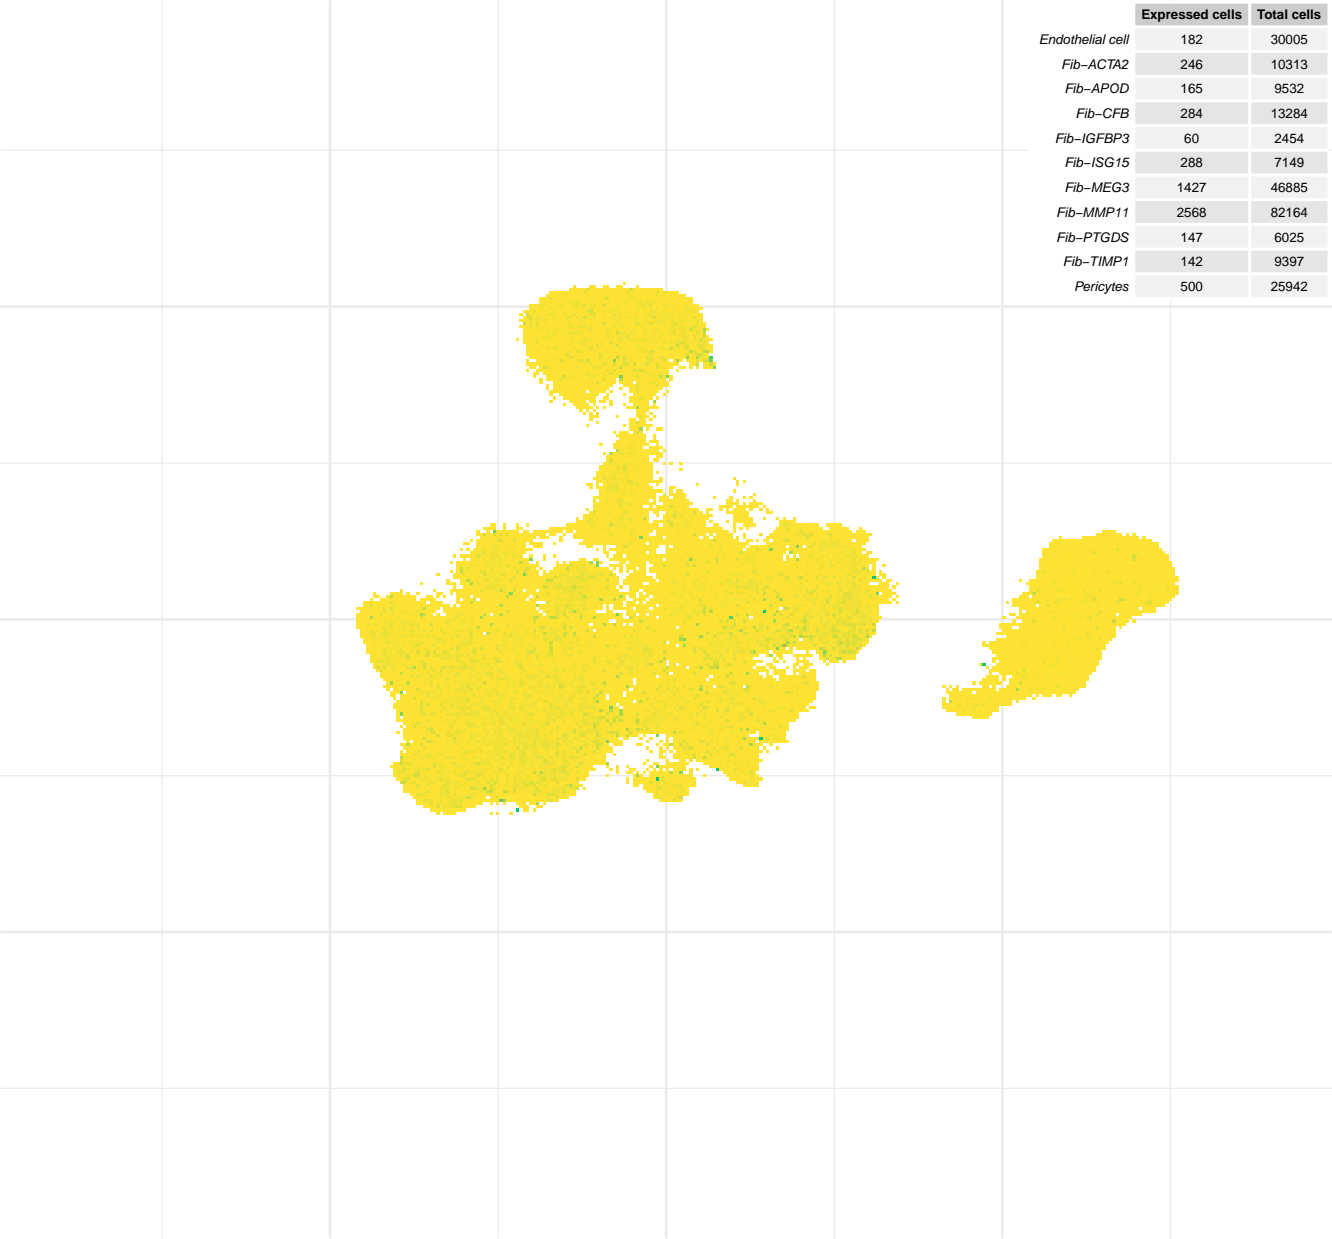 Expressed cells Total cells
Endothelial cell 182 30005
Fib−ACTA2 246 10313
Fib−APOD 165 9532
Fib−CFB 284 13284
Fib−IGFBP3 60 2454
Fib−ISG15 288 7149
Fib−MEG3 1427 46885
Fib−MMP11 2568 82164
Fib−PTGDS 147 6025
Fib−TIMP1 142 9397
Pericytes 500 25942